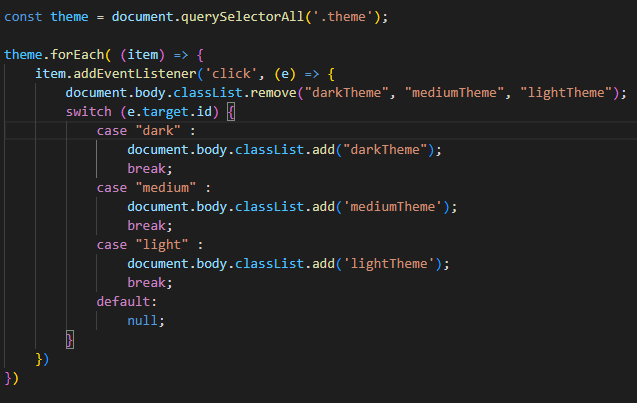 const theme = document.querySelectorAll('.theme');
theme.forEach( (item) => {
item.addEventListener('click', (e) => {
document.body.classList.remove("darkTheme", "mediumTheme", "lightTheme");
switch (e.target.id) {
case "dark" :
document.body.classList.add("darkTheme");
break;
case "medium" :
document.body.classList.add('mediumTheme');
break;
case "light" :
document.body.classList.add('lightTheme');
break;
default:
null;
}
})
})